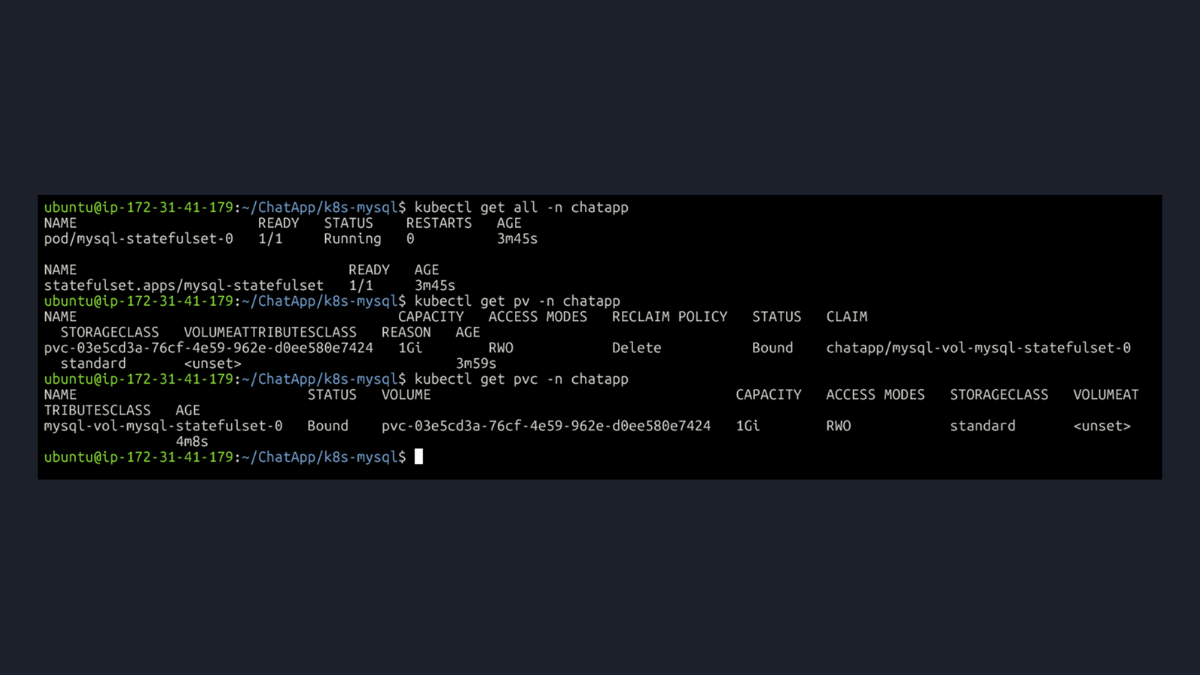 ubuntu@ip-172-31-41-179:~/ChatApp/k8s-mysql$ kubectl get all -n chatapp
NAME READY STATUS RESTARTS AGE
pod/mysql-statefulset-0 1/1 Running 0 3m45s
NAME READY AGE
statefulset.apps/mysql-statefulset 1/1 3m45s
ubuntu@ip-172-31-41-179:~/ChatApp/k8s-mysql$ kubectl get pv -n chatapp
NAME CAPACITY ACCESS MODES RECLAIM POLICY STATUS CLAIM
STORAGECLASS VOLUMEATTRIBUTESCLASS REASON AGE
pvc-03e5cd3a-76cf-4e59-962e-d0ee580e7424 1Gi RWO Delete Bound chatapp/mysql-vol-mysql-statefulset-0
standard <unset> 3m59s
ubuntu@ip-172-31-41-179:~/ChatApp/k8s-mysql$ kubectl get pvc -n chatapp
NAME STATUS VOLUME CAPACITY ACCESS MODES STORAGECLASS VOLUMEAT
TRIBUTESCLASS AGE
mysql-vol-mysql-statefulset-0 Bound pvc-03e5cd3a-76cf-4e59-962e-d0ee580e7424 1Gi RWO standard <unset>
4m8s
ubuntu@ip-172-31-41-179:~/ChatApp/k8s-mysql$